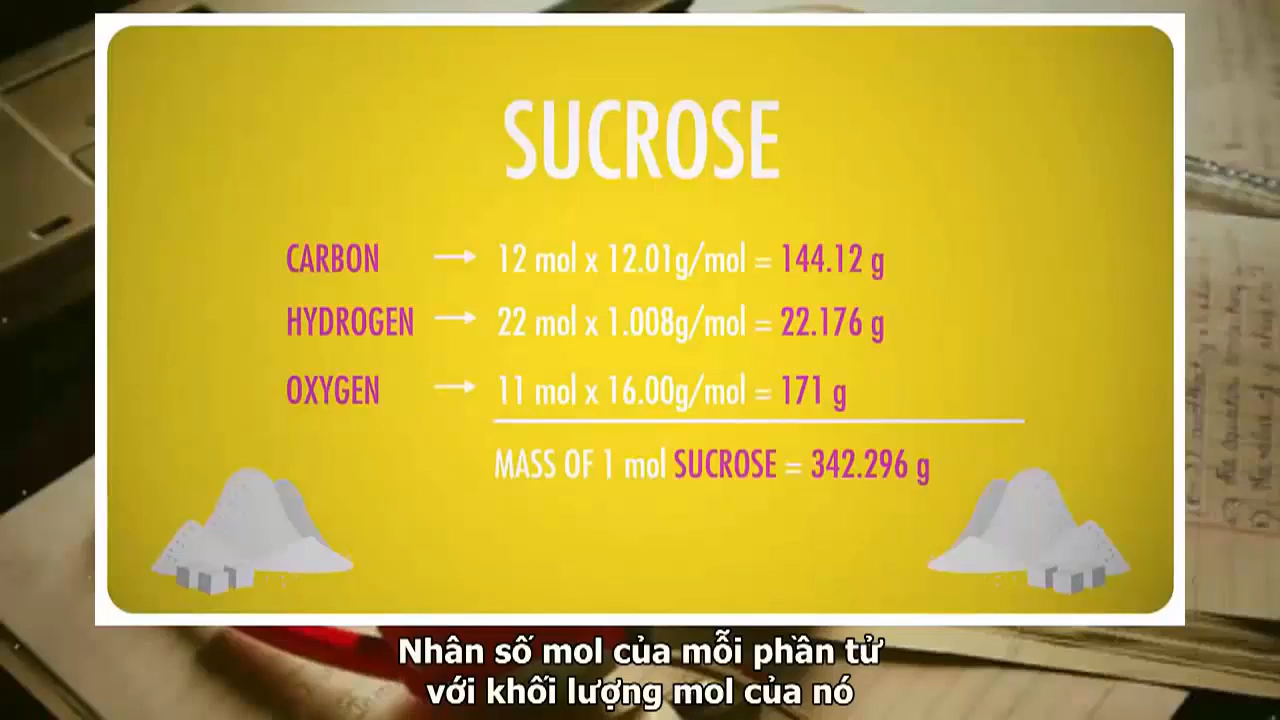 SUCROSE
CARBON → 12 mol x 12.01g/mol = 144.12 g
HYDROGEN → 22 mol x 1.008g/mol = 22.176 g
OXYGEN → 11 mol x 16.00g/mol = 171 g
MASS OF 1 mol SUCROSE = 342.296 g
Nhân số mol của mỗi phần tử
với khối lượng mol của nó